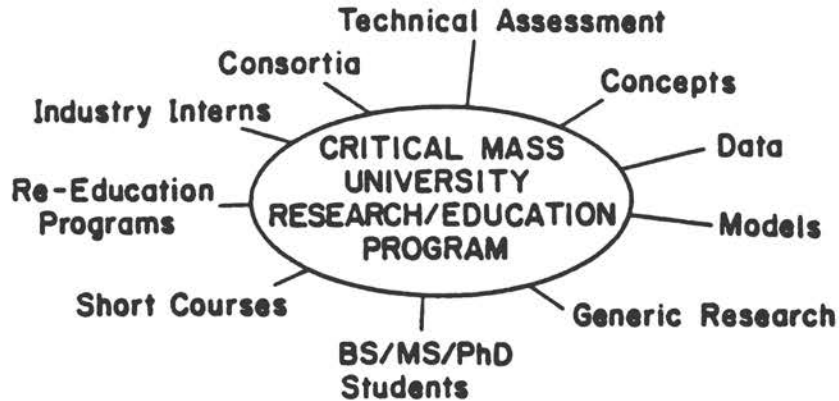 Technical Assessment
Consortia
Concepts
Industry Interns
Data
CRITICAL MASS
UNIVERSITY
RESEARCH/EDUCATION
PROGRAM
Re-Education
Programs
Models
Short Courses
Generic Research
BS/MS/PhD
Students